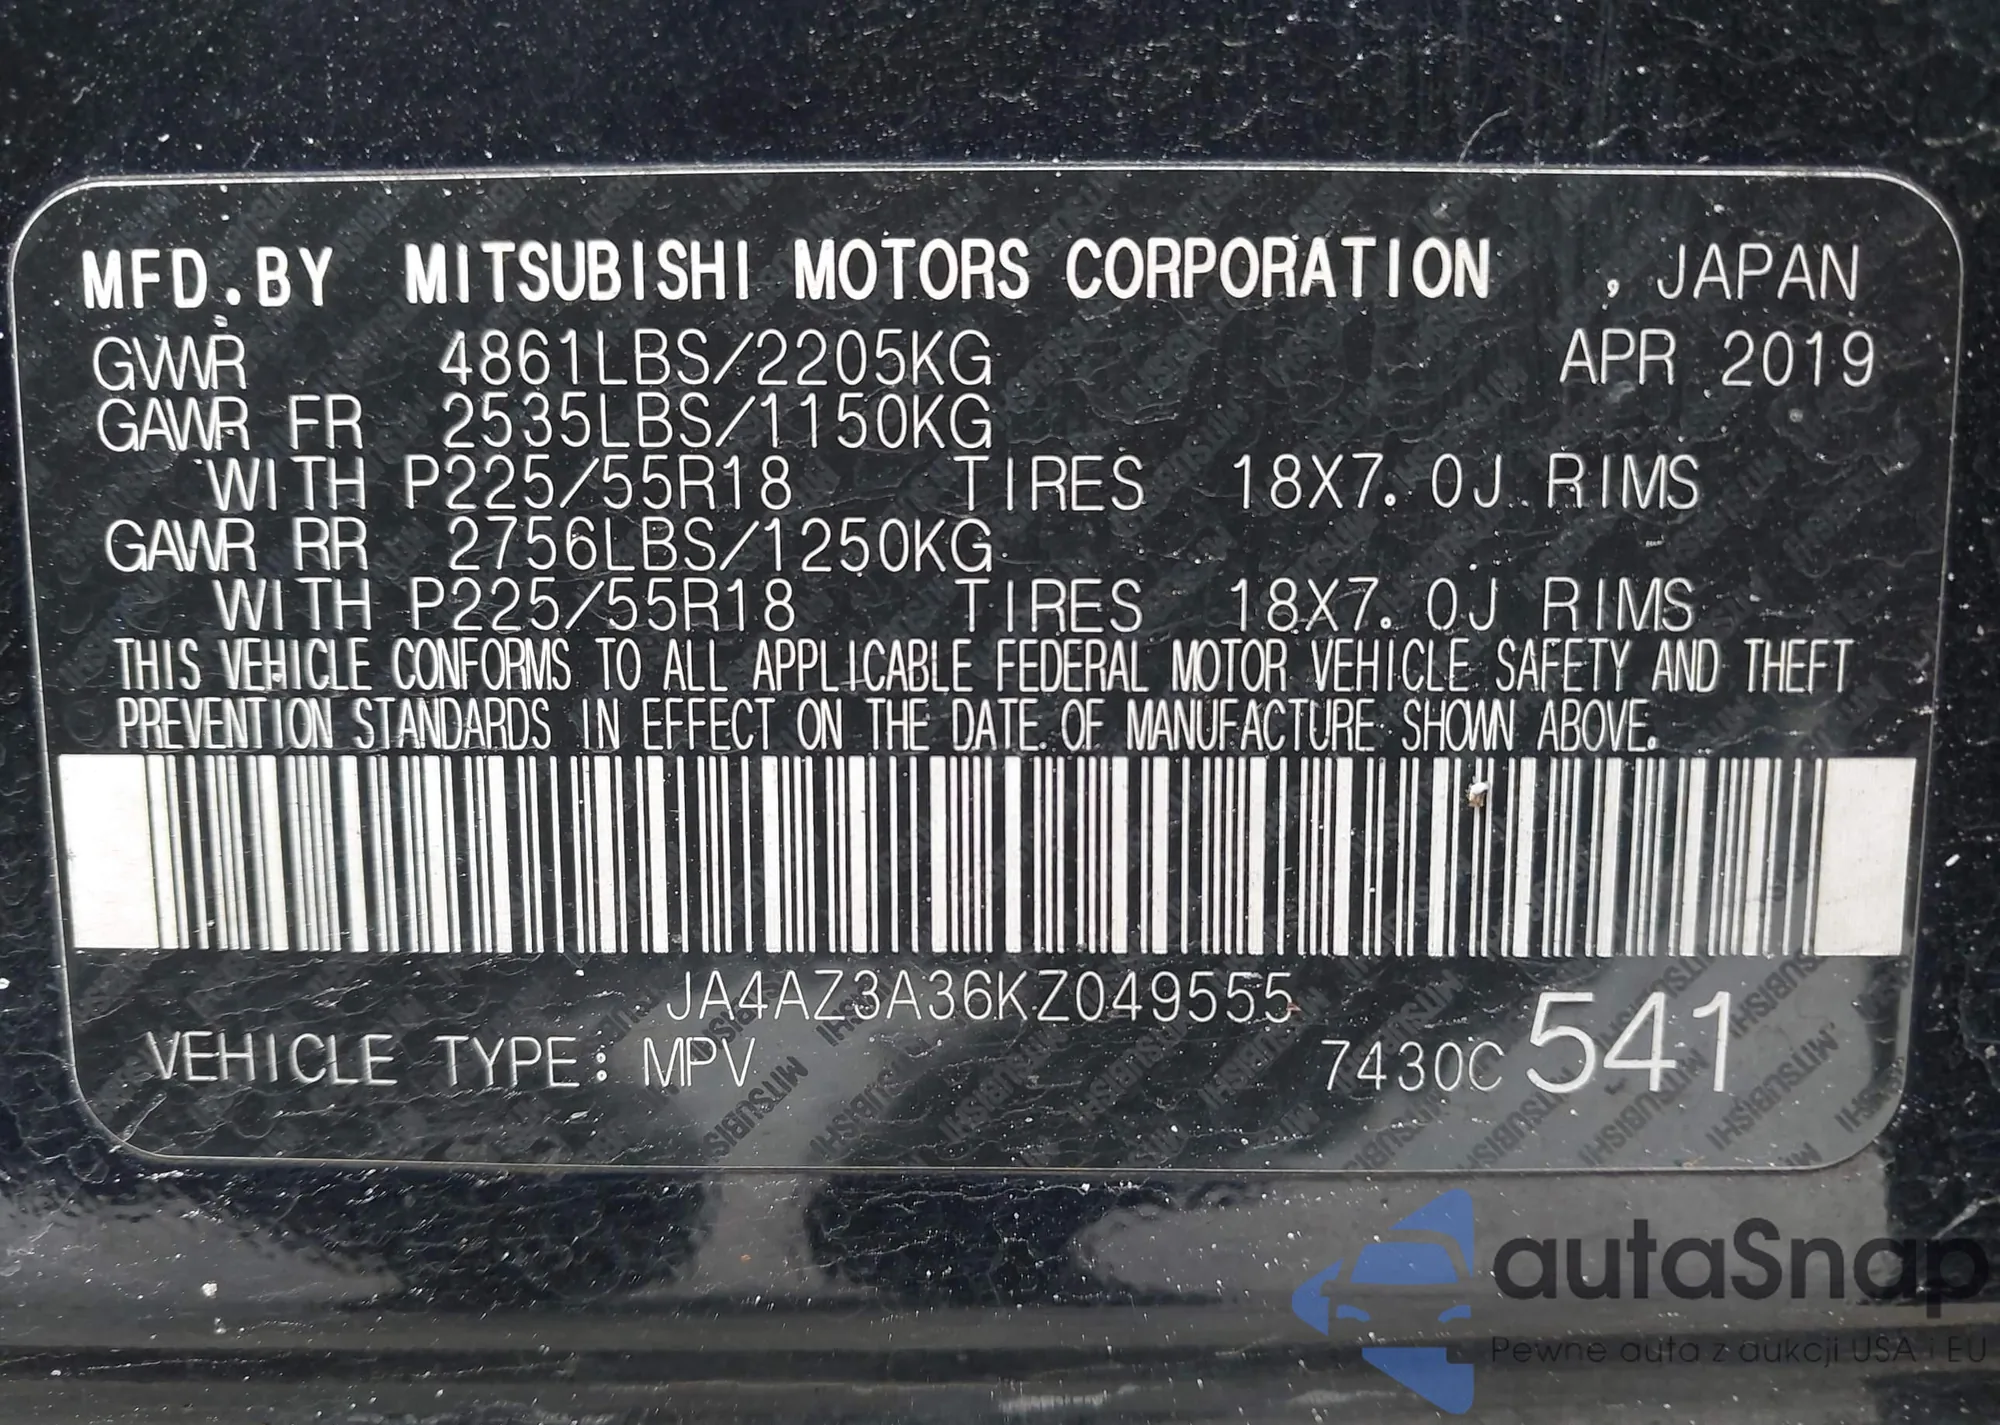 MFD.BY MITSUBISHI MOTORS CORPORATION , JAPAN
GVWR 4861LBS/2205KG APR 2019
GAWR FR 2535LBS/1150KG
WITH P225/55R18 TIRES 18X7.0J RIMS
GAWR RR 2756LBS/1250KG
WITH P225/55R18 TIRES 18X7.0J RIMS
THIS VEHICLE CONFORMS TO ALL APPLICABLE FEDERAL MOTOR VEHICLE SAFETY AND THEFT
PREVENTION STANDARDS IN EFFECT ON THE DATE OF MANUFACTURE SHOWN ABOVE.
JA4AZ3A36KZ049555
VEHICLE TYPE: MPV 7430C 541
autaSnap
Pewne auta z aukcji USA i EU